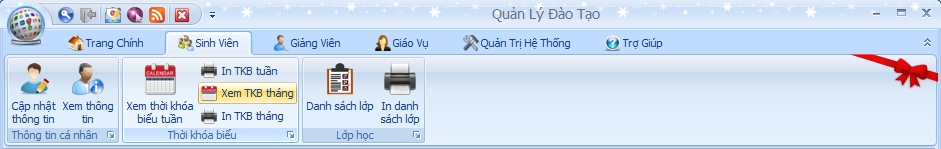 Quản Lý Đào Tạo
Trang Chính
Sinh Viên
Giảng Viên
Giáo Vụ
Quản Trị Hệ Thống
Trợ Giúp
Cập nhật
thông tin
Xem thông
tin
Thông tin cá nhân
CALENDAR
Xem thời khóa
biểu tuần
In TKB tuần
Xem TKB tháng
In TKB tháng
Thời khóa biểu
Danh sách lớp
In danh
sách lớp
Lớp học